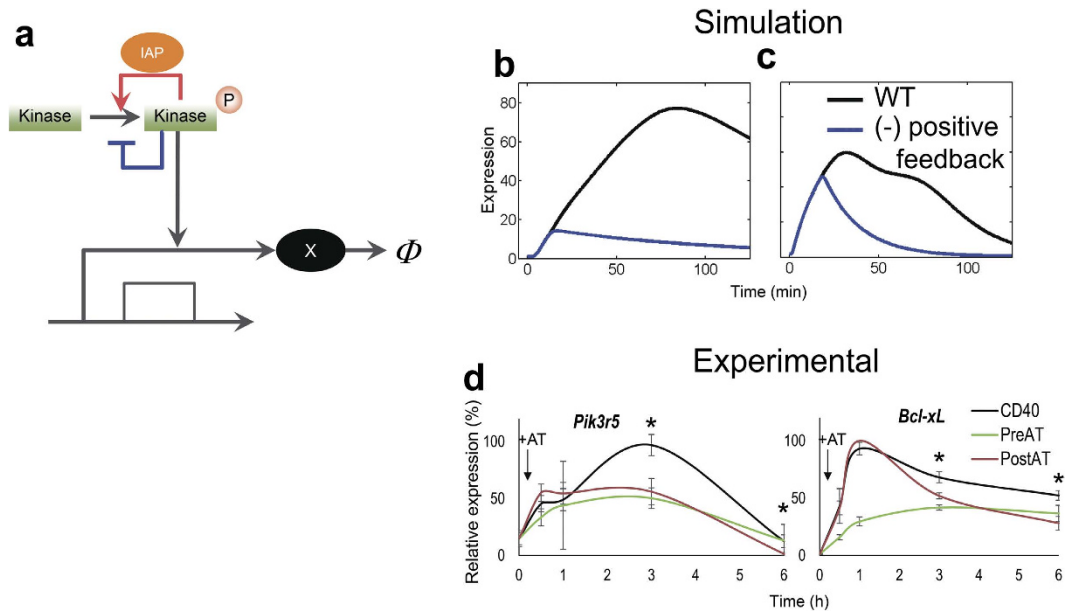 a
IAP
Kinase
Kinase
P
X
Φ
Simulation
b
80
60
40
20
0
0
50
100
Expression
c
WT
(-) positive
feedback
0
50
100
Time (min)
Experimental
d
Relative expression (%)
100
50
0
+AT
Pik3r5
*
*
0 1 2 3 4 5 6
100
50
0
+AT
Bcl-xL
*
*
CD40
PreAT
PostAT
0 1 2 3 4 5 6
Time (h)